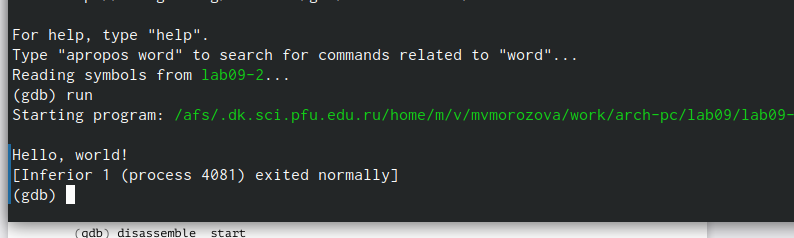 For help, type "help".
Type "apropos word" to search for commands related to "word"...
Reading symbols from lab09-2...
(gdb) run
Starting program: /afs/.dk.sci.pfu.edu.ru/home/m/v/mvmorozova/work/arch-pc/lab09/lab09-
Hello, world!
[Inferior 1 (process 4081) exited normally]
(gdb)
(gdb) disassemble _start